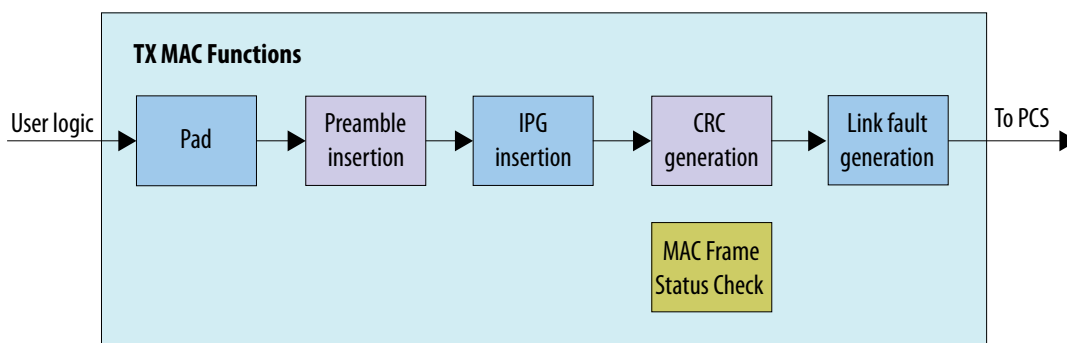 TX MAC Functions
User logic
Pad
Preamble
insertion
IPG
insertion
CRC
generation
Link fault
generation
To PCS
MAC Frame
Status Check